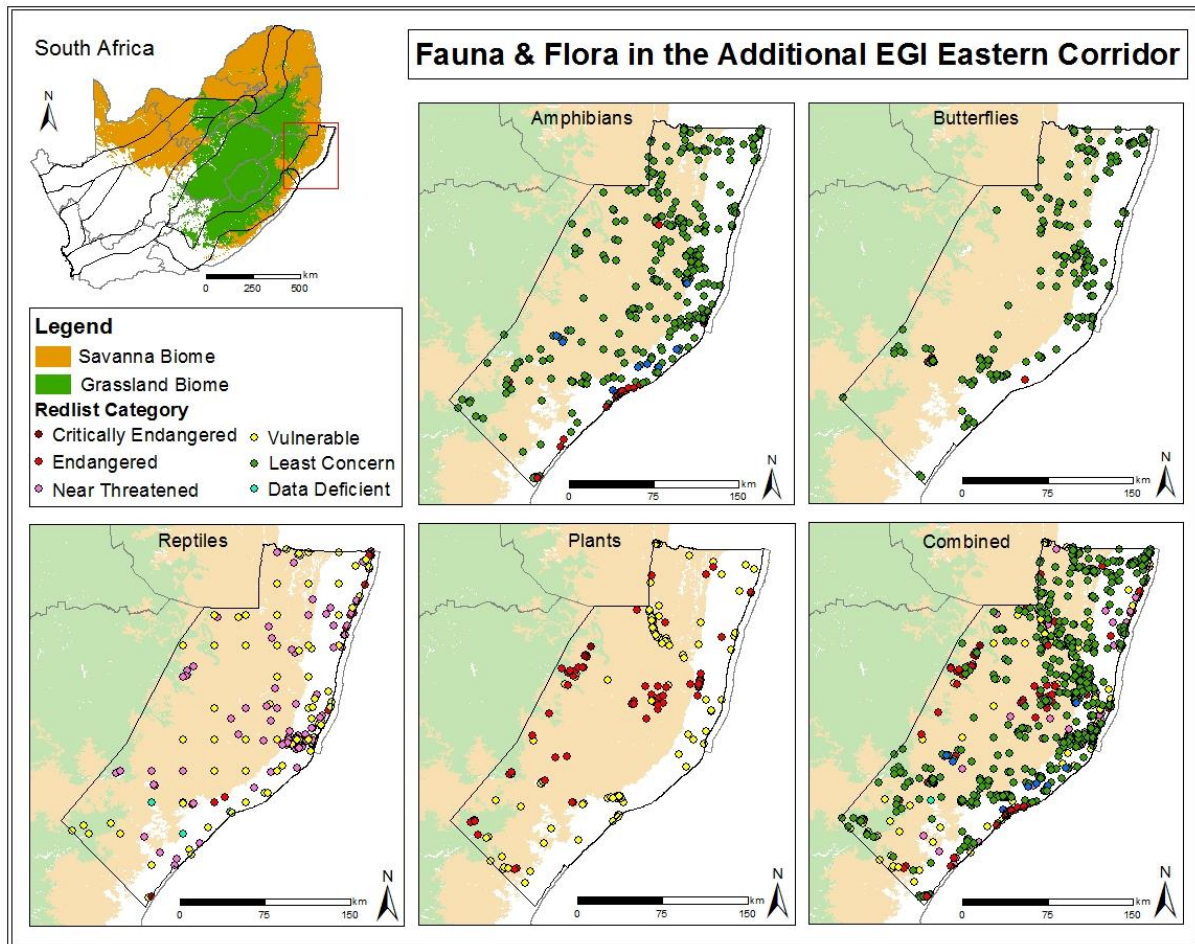 Fauna & Flora in the Additional EGI Eastern Corridor
South Africa
N
km
0 250 500
Legend
Savanna Biome
Grassland Biome
Redlist Category
Critically Endangered
Endangered
Near Threatened
Vulnerable
Least Concern
Data Deficient
Amphibians
N
km
0 75 150
Butterflies
N
km
0 75 150
Reptiles
N
km
0 75 150
Plants
N
km
0 75 150
Combined
N
km
0 75 150